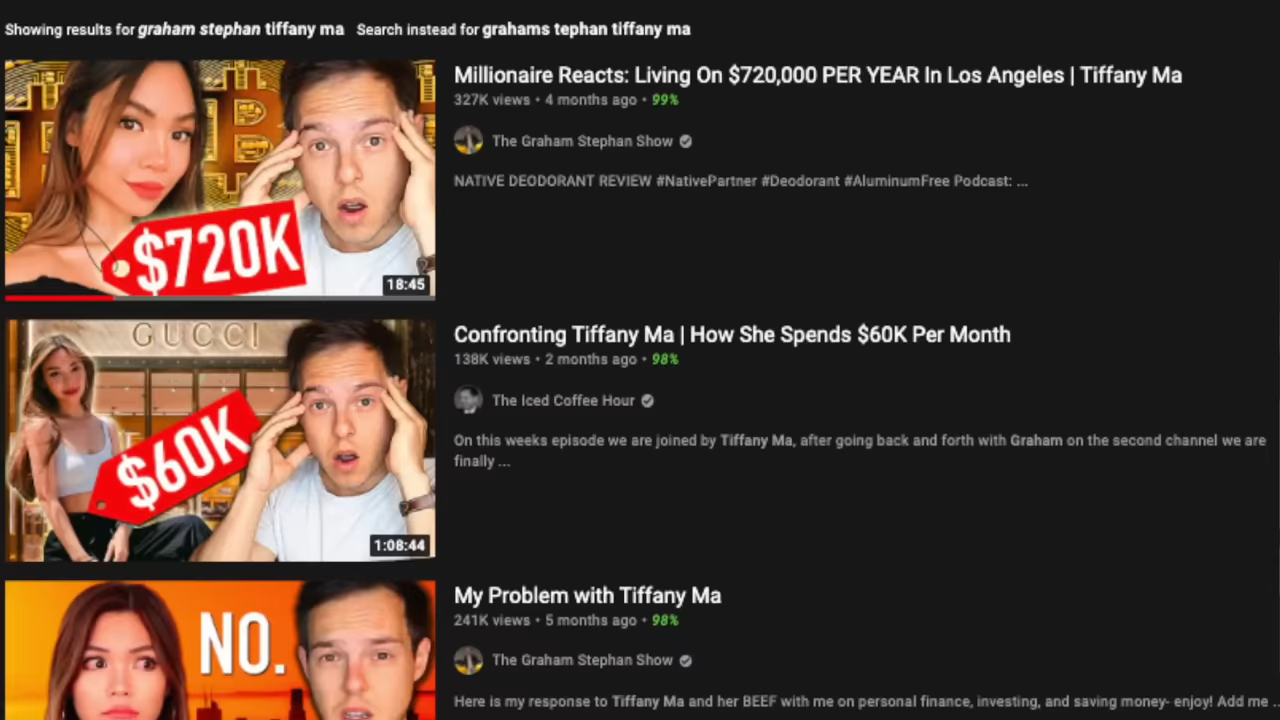 Showing results for graham stephan tiffany ma Search instead for grahams tephan tiffany ma
Millionaire Reacts: Living On $720,000 PER YEAR In Los Angeles | Tiffany Ma
327K views • 4 months ago • 99%
The Graham Stephan Show
NATIVE DEODORANT REVIEW #NativePartner #Deodorant #AluminumFree Podcast: ...
$720K
18:45
GUCCI
Confronting Tiffany Ma | How She Spends $60K Per Month
138K views • 2 months ago • 98%
The Iced Coffee Hour
On this weeks episode we are joined by Tiffany Ma, after going back and forth with Graham on the second channel we are
finally ...
$60K
1:08:44
My Problem with Tiffany Ma
241K views • 5 months ago • 98%
NO.
The Graham Stephan Show
Here is my response to Tiffany Ma and her BEEF with me on personal finance, investing, and saving money- enjoy! Add me ...